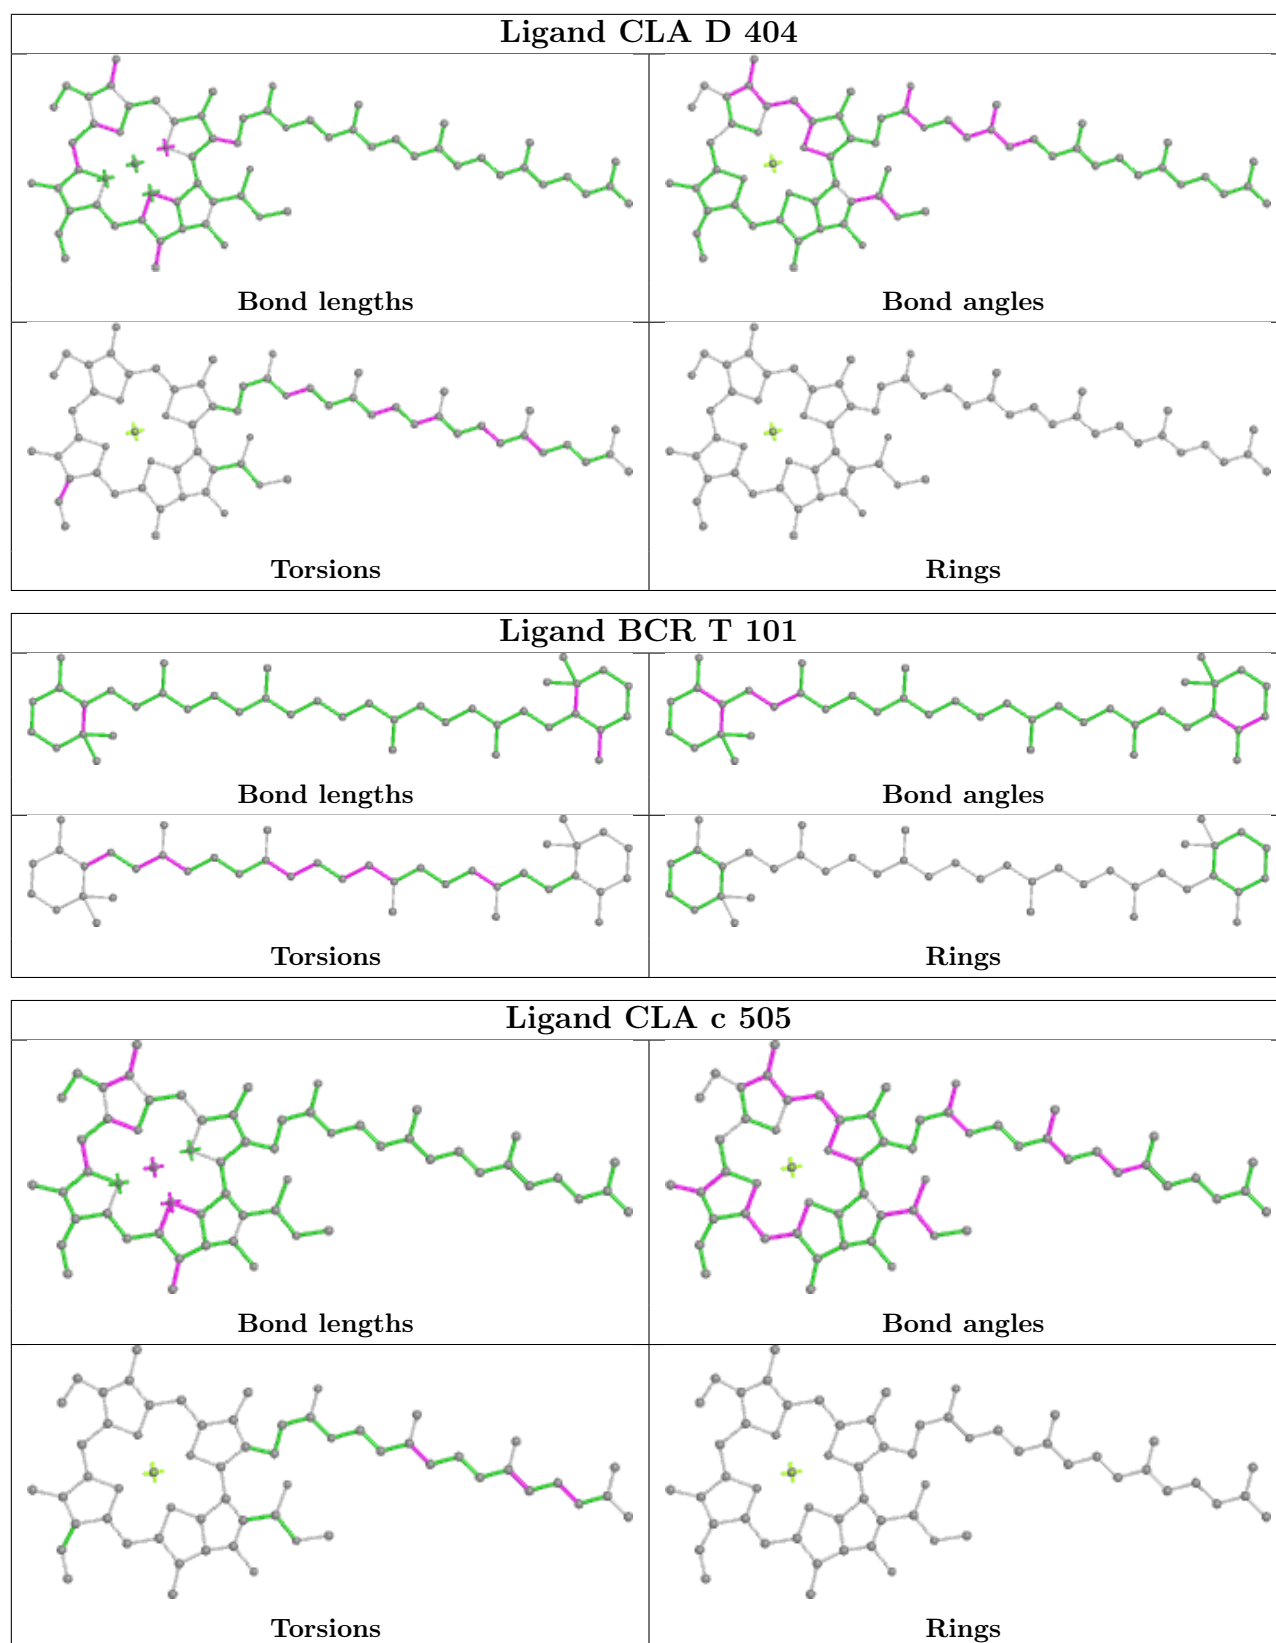 Ligand CLA D 404
Bond lengths
Bond angles
Torsions
Rings
Ligand BCR T 101
Bond lengths
Bond angles
Torsions
Rings
Ligand CLA c 505
Bond lengths
Bond angles
Torsions
Rings